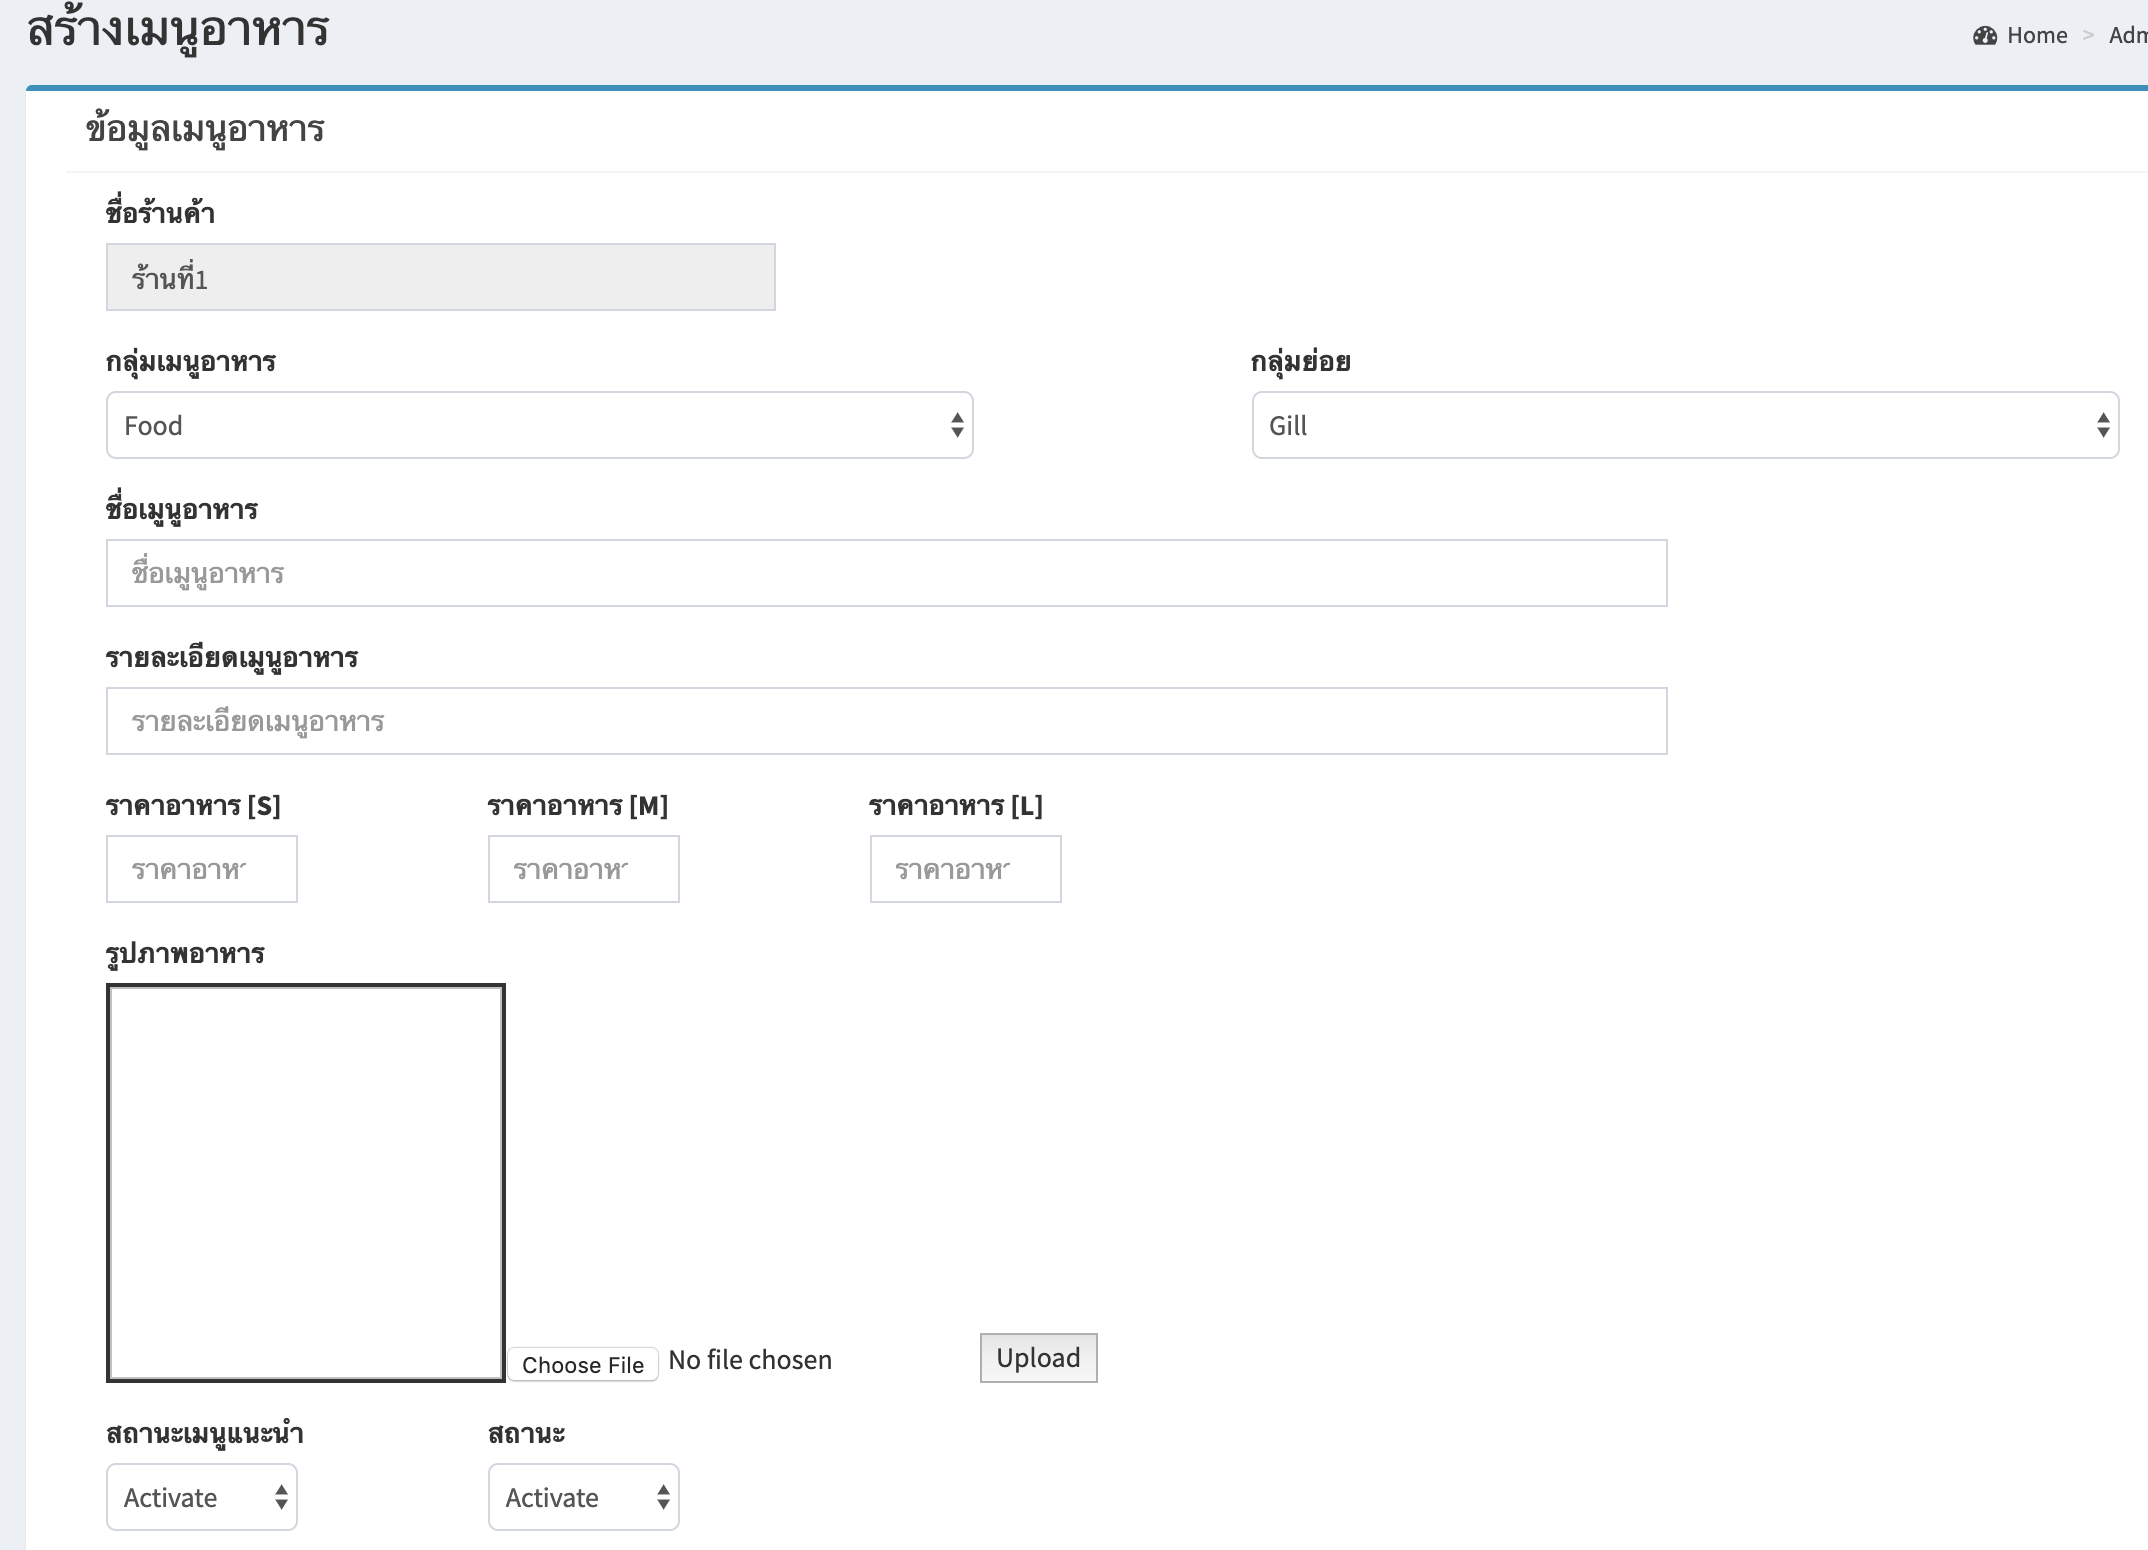 สร้างเมนูอาหาร
Home > Adm
ข้อมูลเมนูอาหาร
ชื่อร้านค้า
ร้านที่1
กลุ่มเมนูอาหาร กลุ่มย่อย
Food Gill
ชื่อเมูนูอาหาร
ชื่อเมูนูอาหาร
รายละเอียดเมูนูอาหาร
รายละเอียดเมนูอาหาร
ราคาอาหาร [S] ราคาอาหาร [M] ราคาอาหาร [L]
ราคาอาหา ราคาอาหา ราคาอาหา
รูปภาพอาหาร
Choose File No file chosen Upload
สถานะเมนูแนะนำ สถานะ
Activate Activate